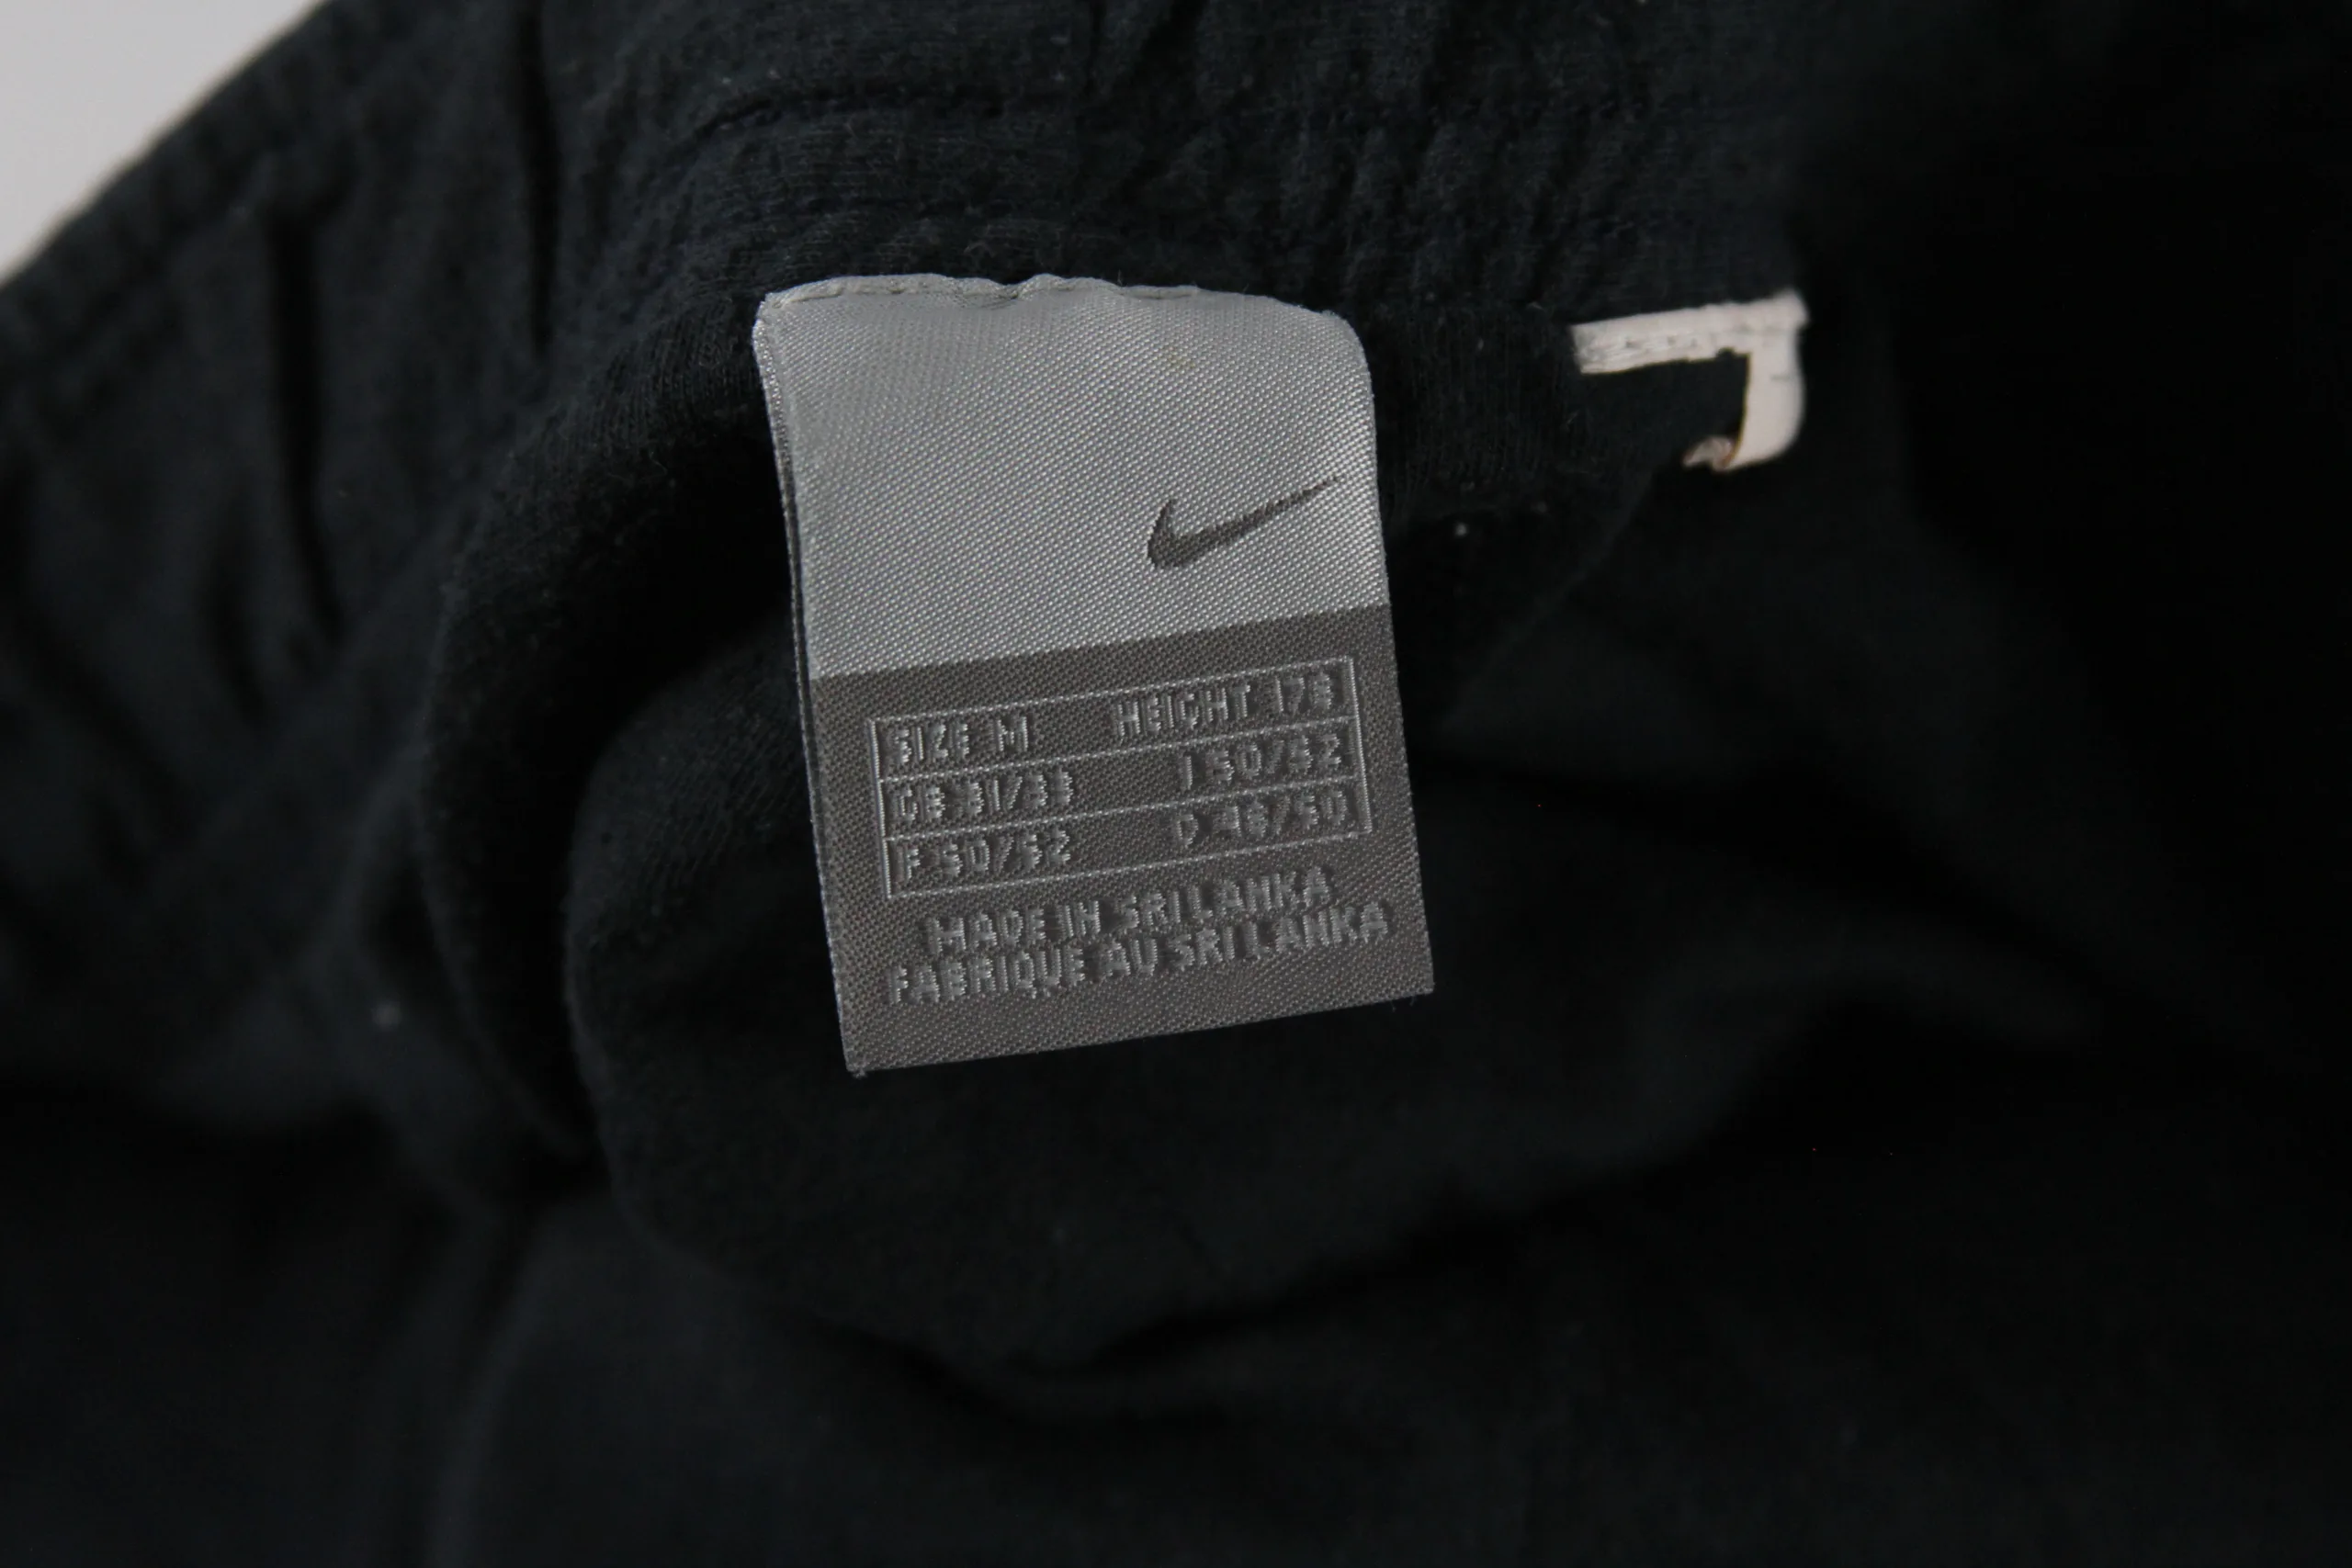 SIZE M HEIGHT 178
GB 31/33 I 50/52
F 50/52 D 48/50
MADE IN SRI LANKA
FABRIQUE AU SRI LANKA